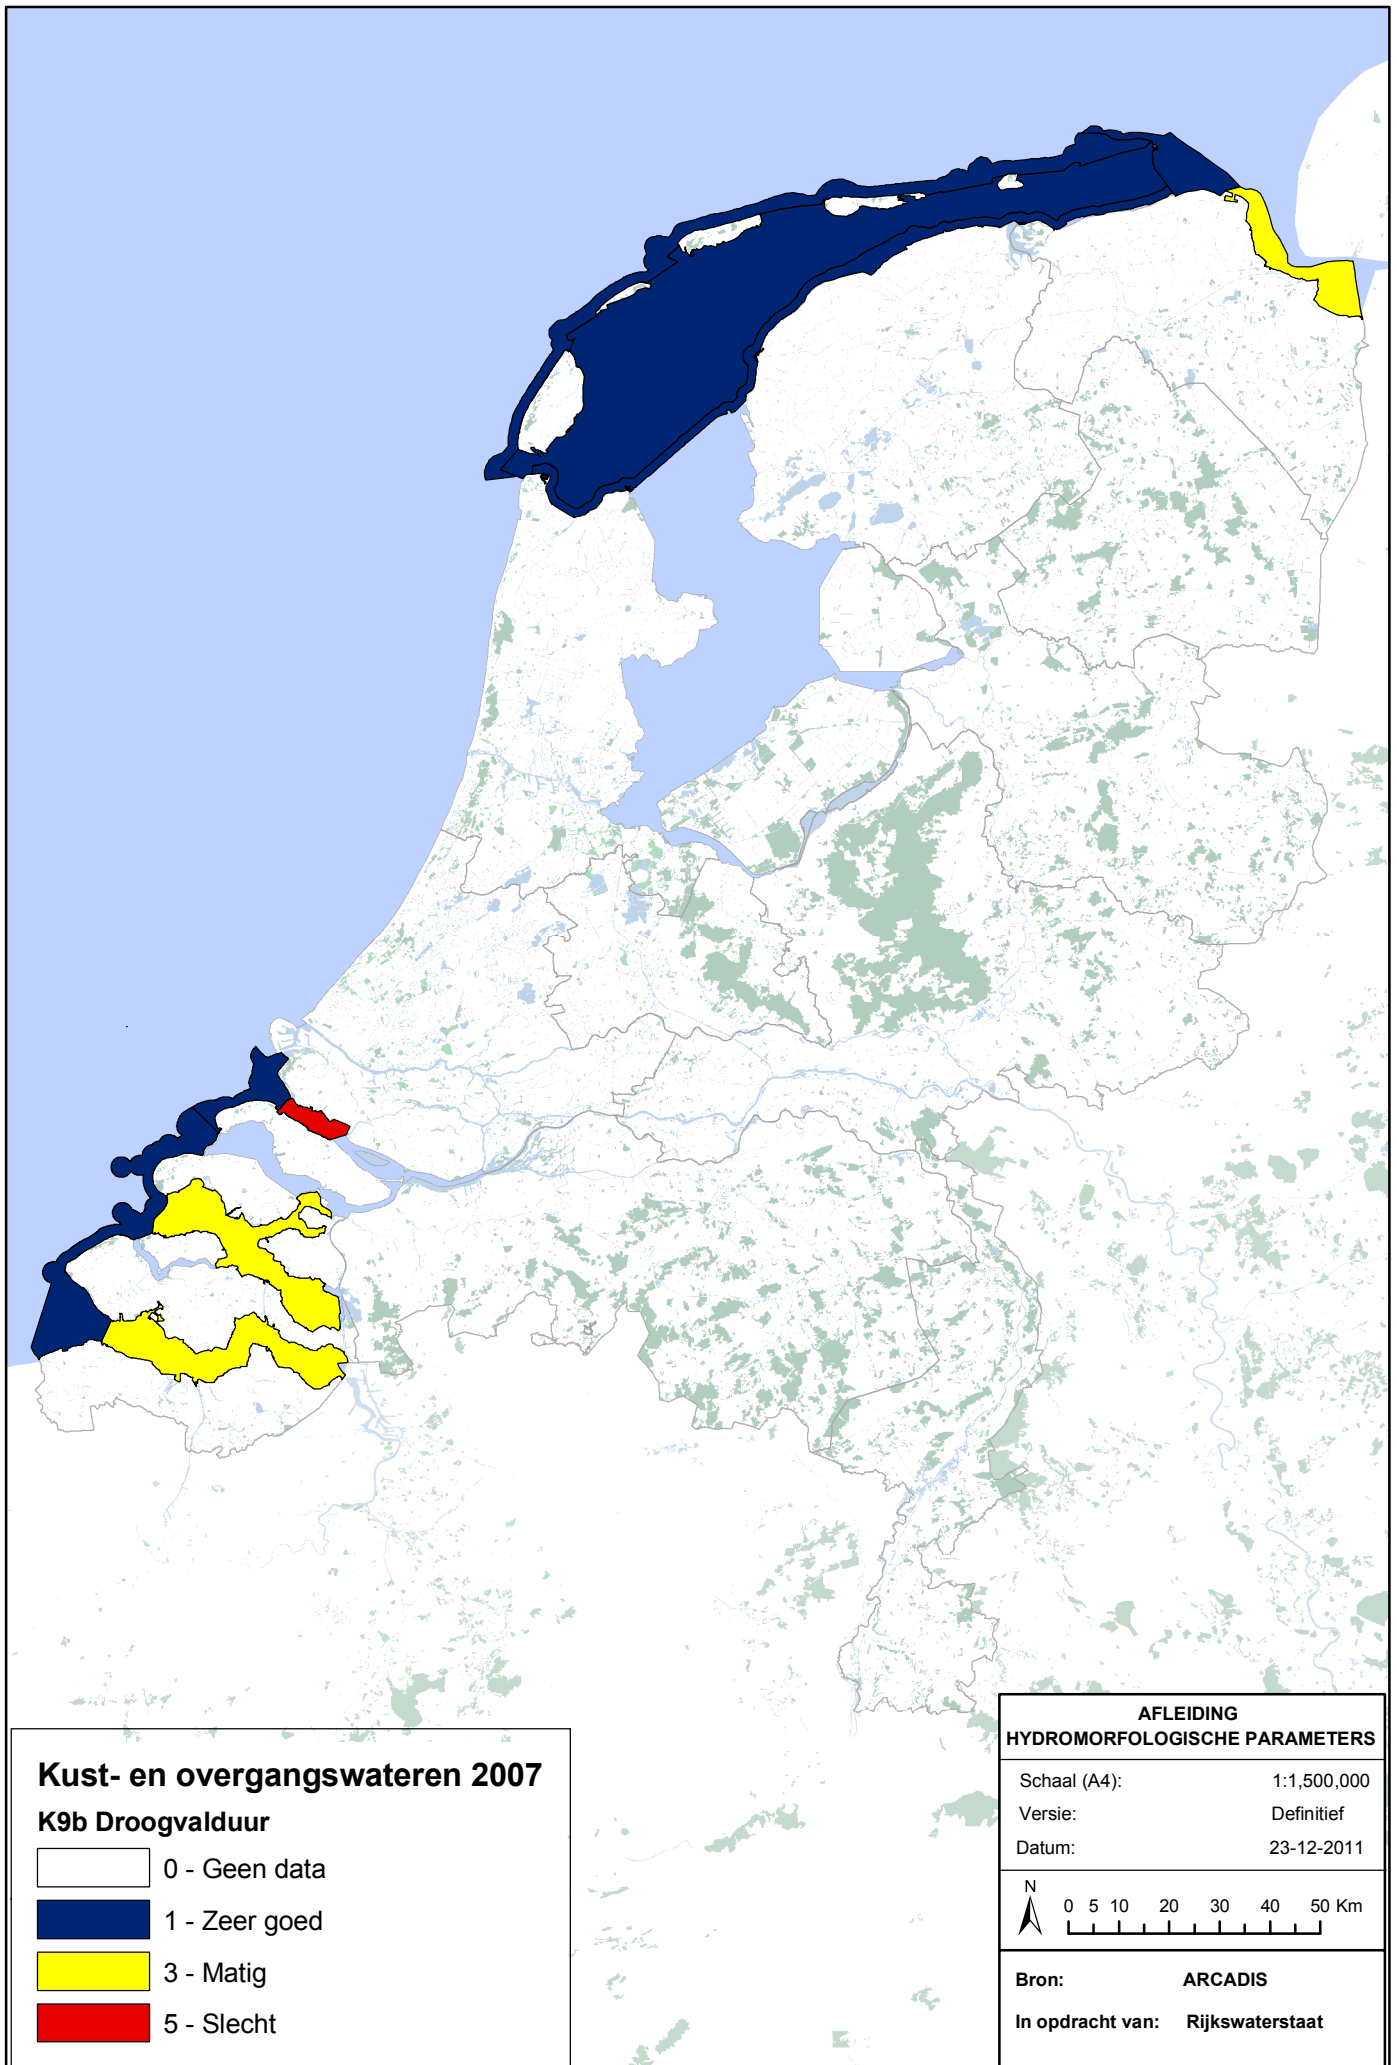 Kust- en overgangswateren 2007
K9b Droogvalduur
0 - Geen data
1 - Zeer goed
3 - Matig
5 - Slecht
AFLEIDING
HYDROMORFOLOGISCHE PARAMETERS
Schaal (A4): 1:1,500,000
Versie: Definitief
Datum: 23-12-2011
N
0 5 10 20 30 40 50 Km
Bron: ARCADIS
In opdracht van: Rijkswaterstaat